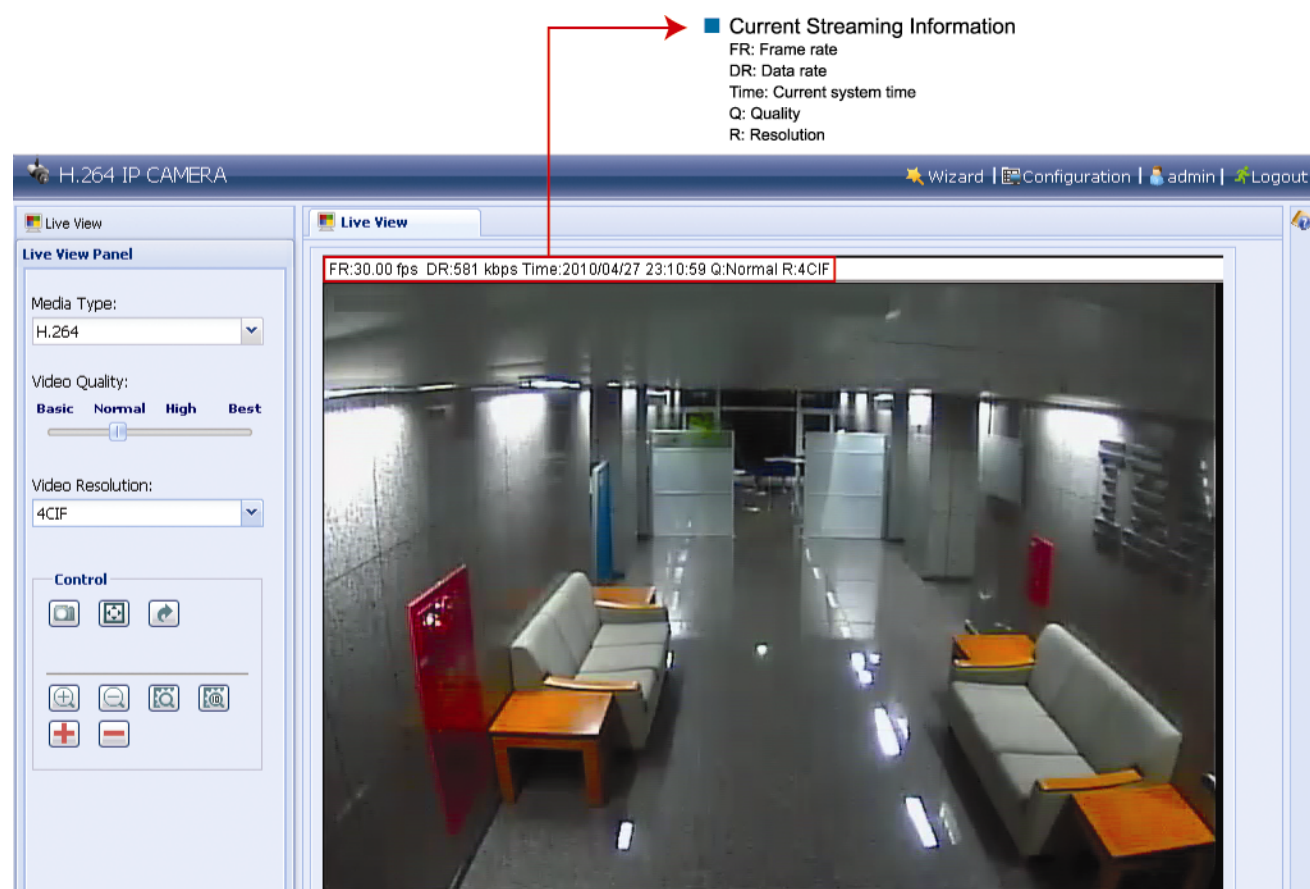 Current Streaming Information
FR: Frame rate
DR: Data rate
Time: Current system time
Q: Quality
R: Resolution
H.264 IP CAMERA
Wizard | Configuration | admin | Logout
Live View
Live View
Live View Panel
FR:30.00 fps DR:581 kbps Time:2010/04/27 23:10:59 Q:Normal R:4CIF
Media Type:
H.264
Video Quality:
Basic Normal High Best
Video Resolution:
4CIF
Control